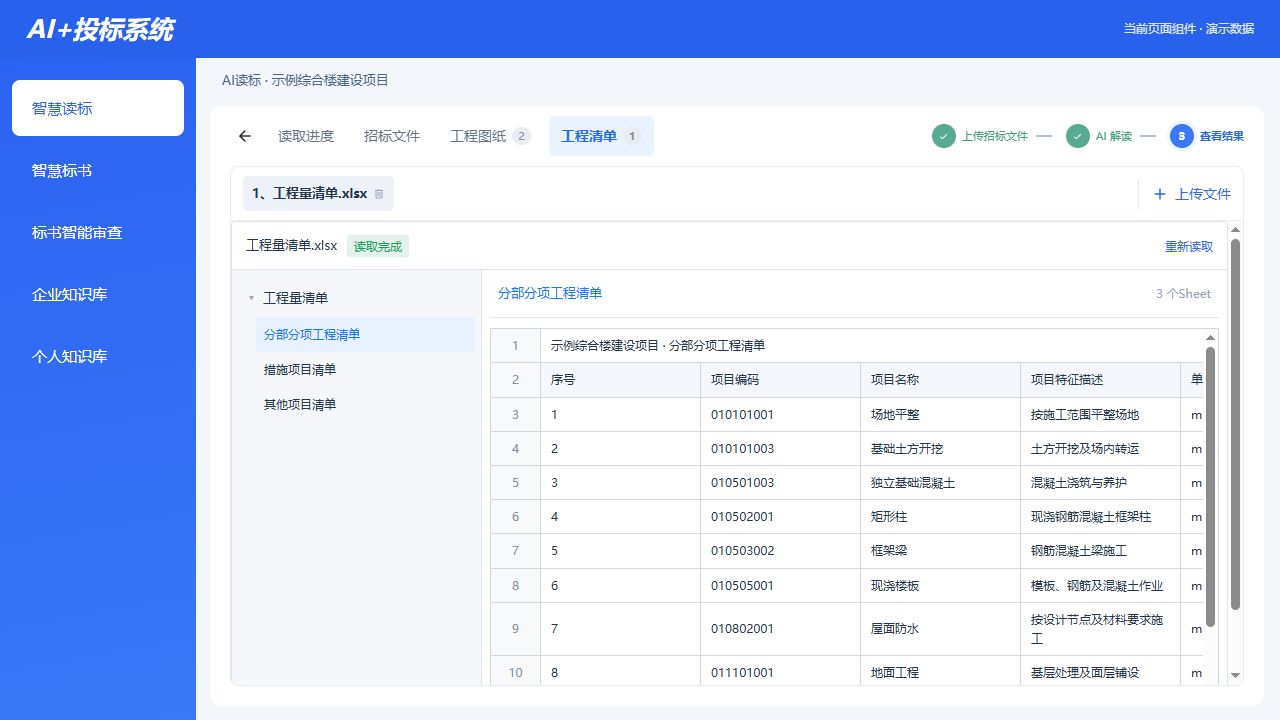 AI+投标系统
当前页面组件 · 演示数据
智慧读标
智慧标书
标书智能审查
企业知识库
个人知识库
AI读标 · 示例综合楼建设项目
读取进度 招标文件 工程图纸 2 工程清单 1
上传招标文件 AI 解读 3 查看结果
1、工程量清单.xlsx
上传文件
工程量清单.xlsx 读取完成
重新读取
工程量清单
分部分项工程清单
措施项目清单
其他项目清单
分部分项工程清单
3 个Sheet
1 示例综合楼建设项目 · 分部分项工程清单
2 序号 项目编码 项目名称 项目特征描述 单
3 1 010101001 场地平整 按施工范围平整场地 m
4 2 010101003 基础土方开挖 土方开挖及场内转运 m
5 3 010501003 独立基础混凝土 混凝土浇筑与养护 m
6 4 010502001 矩形柱 现浇钢筋混凝土框架柱 m
7 5 010503002 框架梁 钢筋混凝土梁施工 m
8 6 010505001 现浇楼板 模板、钢筋及混凝土作业 m
9 7 010802001 屋面防水 按设计节点及材料要求施工 m
10 8 011101001 地面工程 基层处理及面层铺设 m